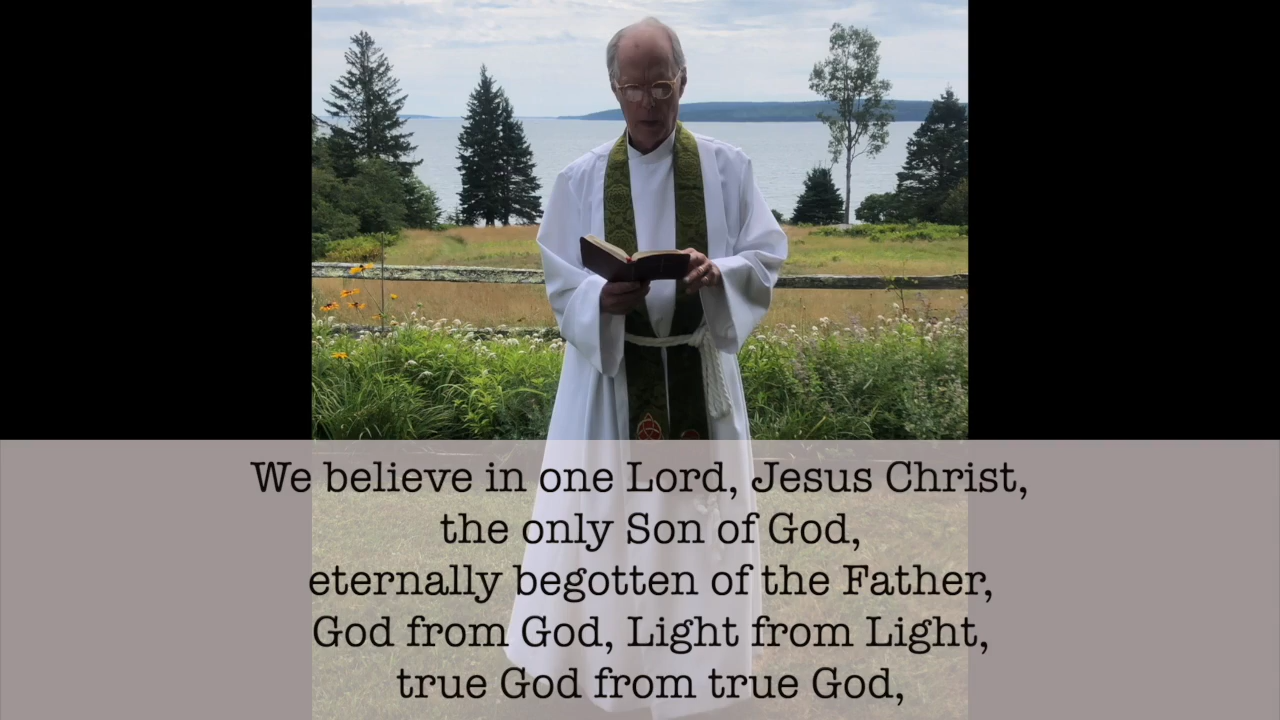 We believe in one Lord, Jesus Christ,
the only Son of God,
eternally begotten of the Father,
God from God, Light from Light,
true God from true God,